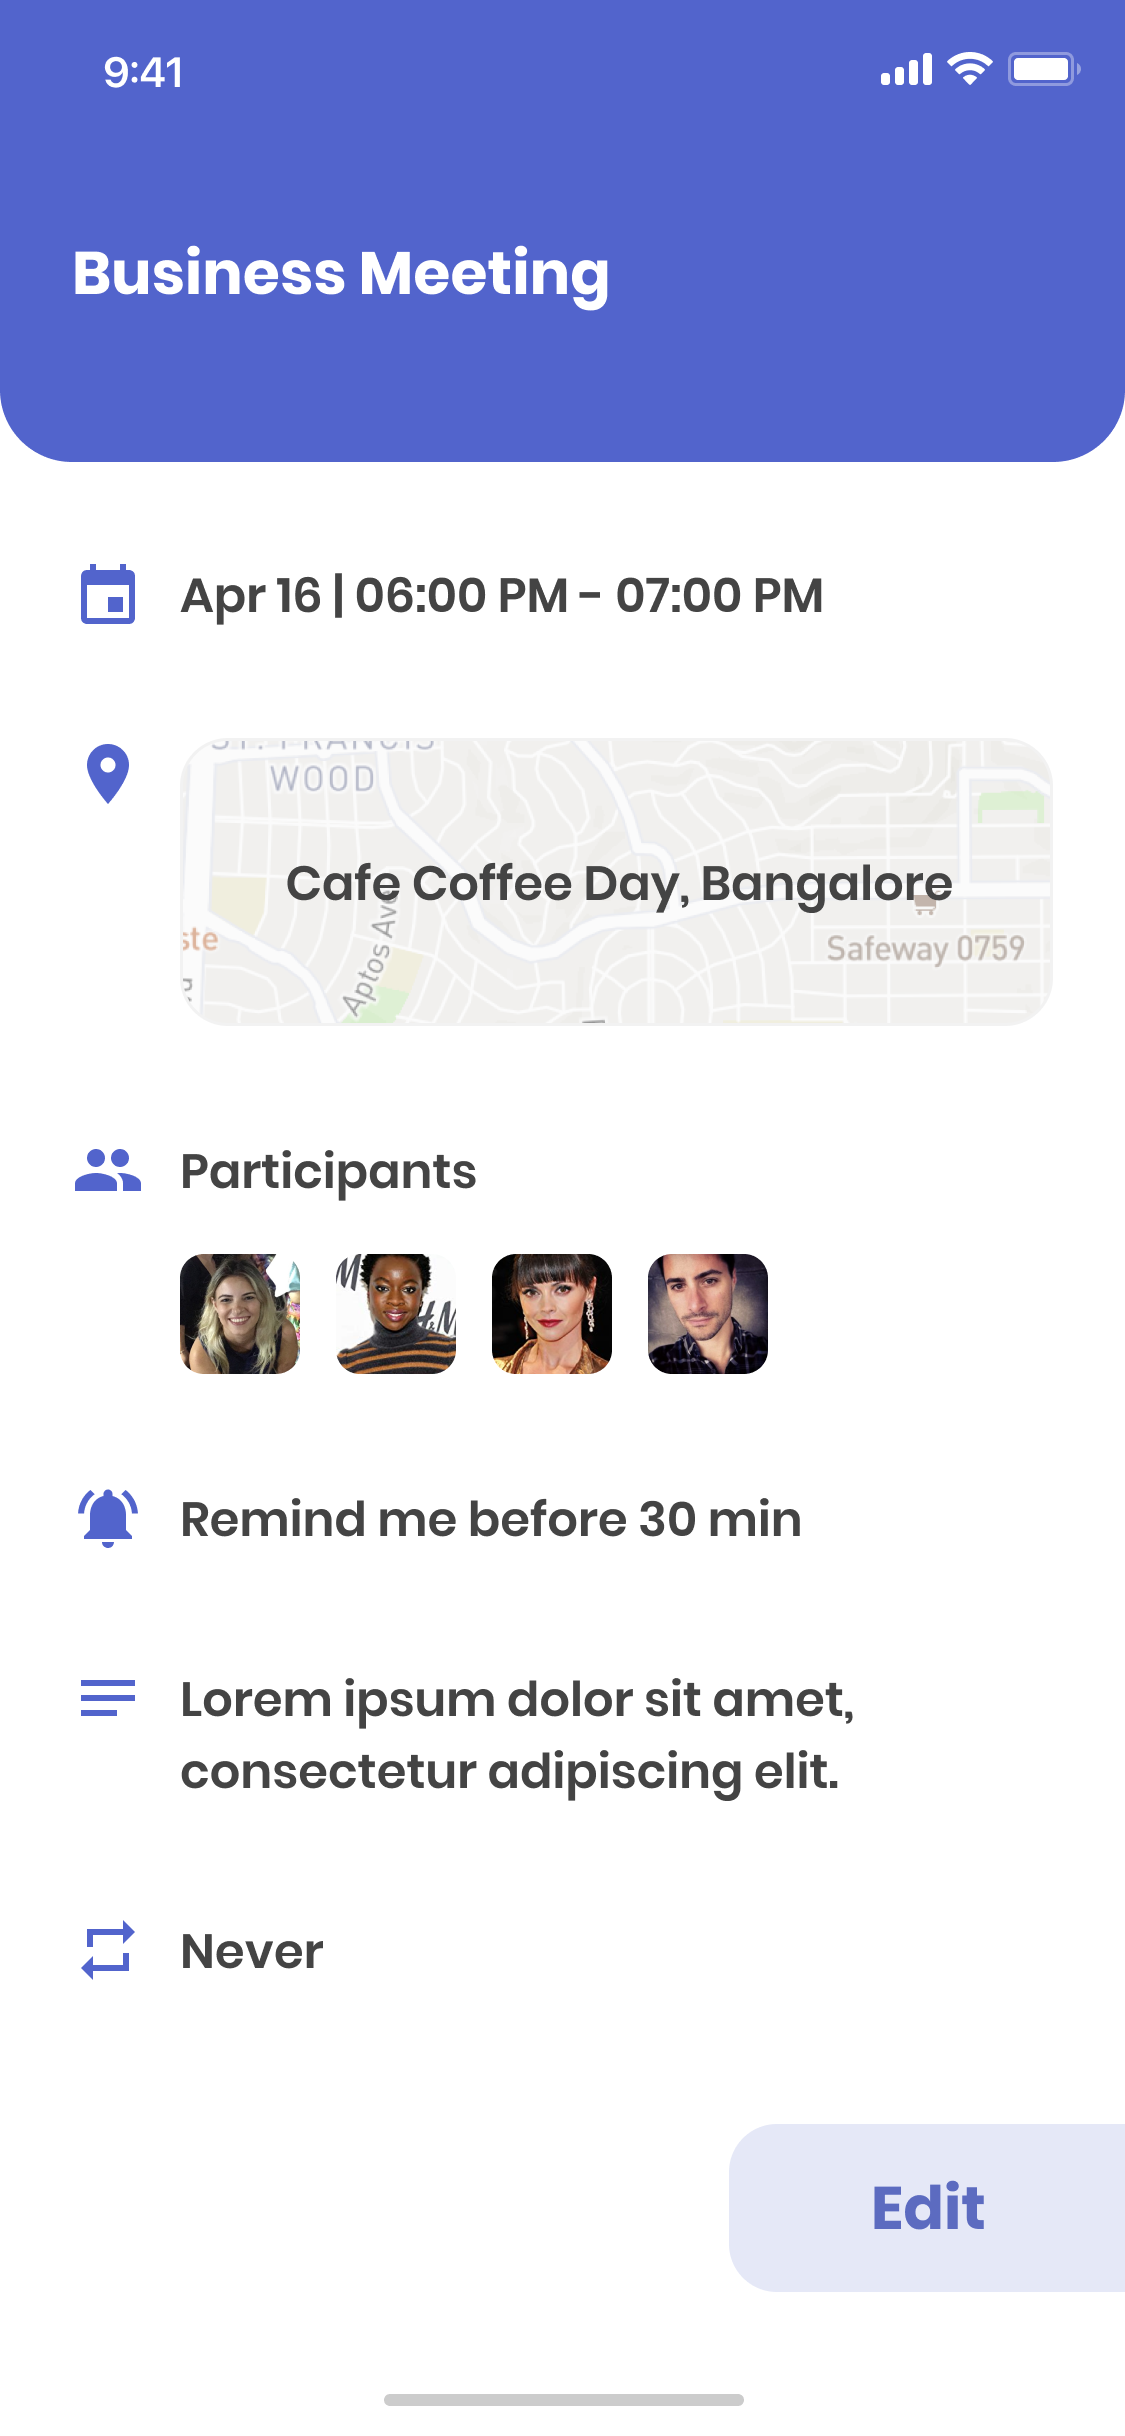 9:41
Business Meeting
Apr 16 | 06:00 PM - 07:00 PM
ST. FRANCIS
WOOD
Cafe Coffee Day, Bangalore
Aptos Ave
ste
Safeway 0759
Participants
Remind me before 30 min
Lorem ipsum dolor sit amet,
consectetur adipiscing elit.
Never
Edit